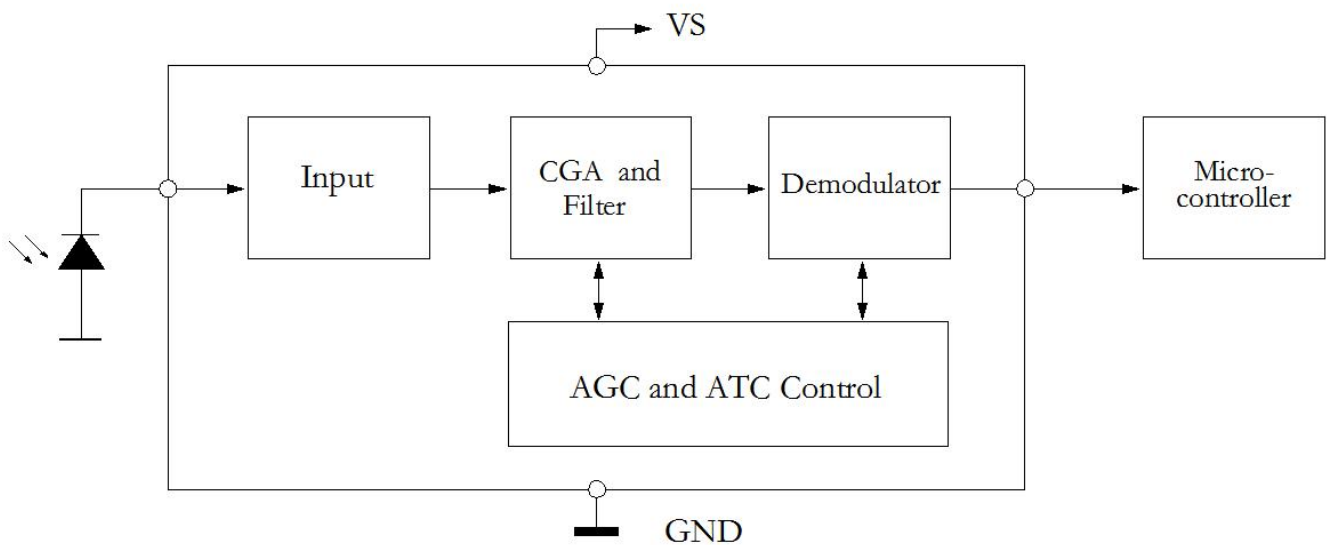 VS
Input
CGA and
Filter
Demodulator
Micro-
controller
AGC and ATC Control
GND